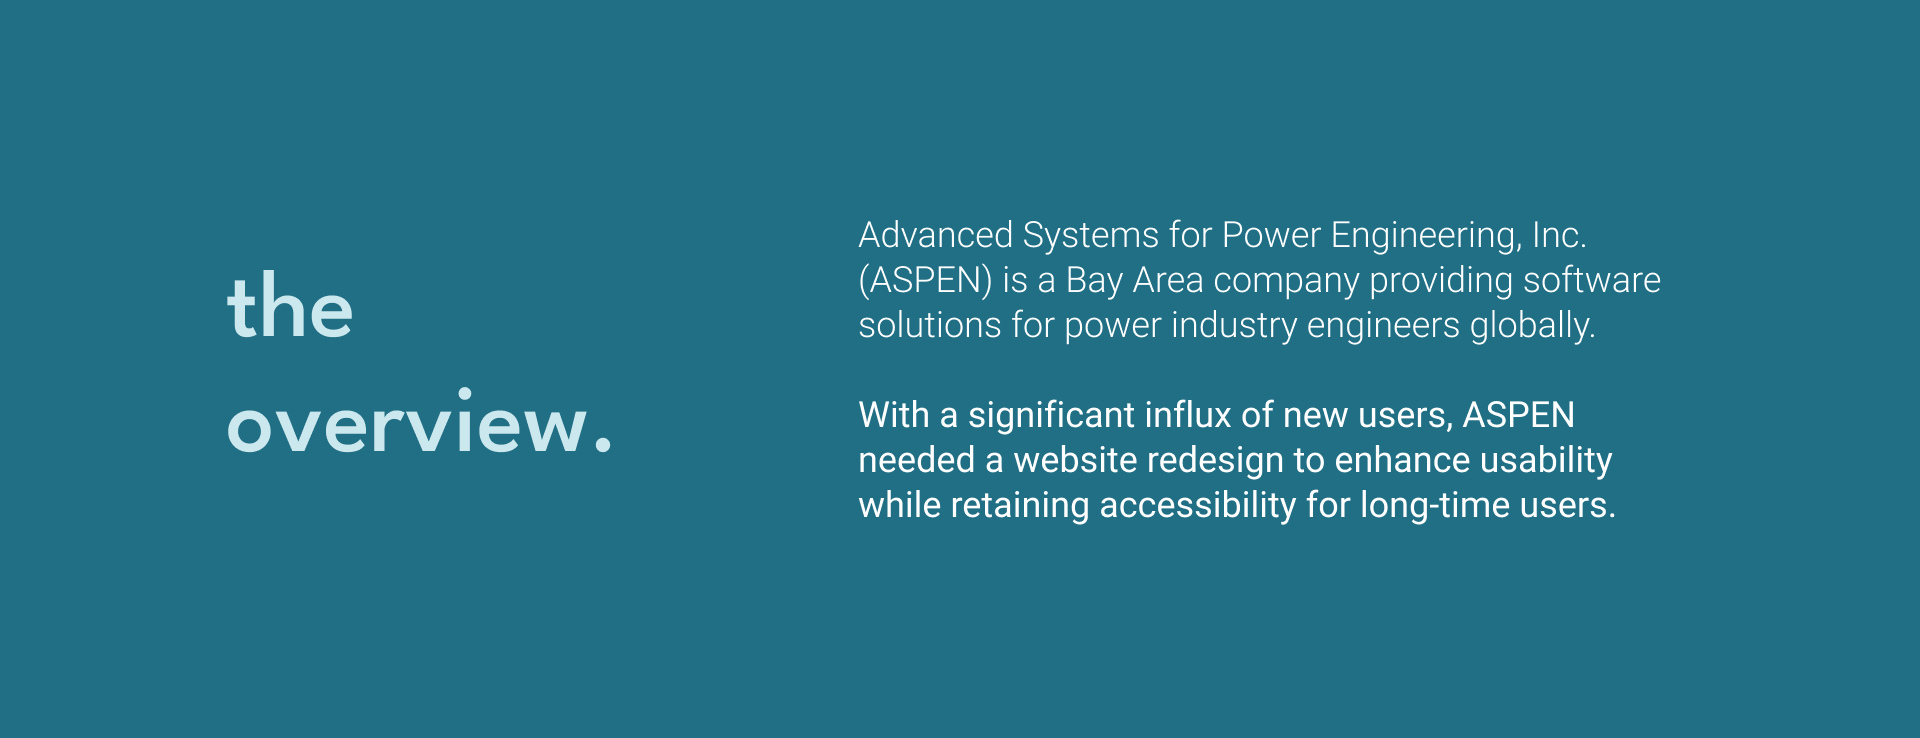 the
overview.
Advanced Systems for Power Engineering, Inc.
(ASPEN) is a Bay Area company providing software
solutions for power industry engineers globally.
With a significant influx of new users, ASPEN
needed a website redesign to enhance usability
while retaining accessibility for long-time users.